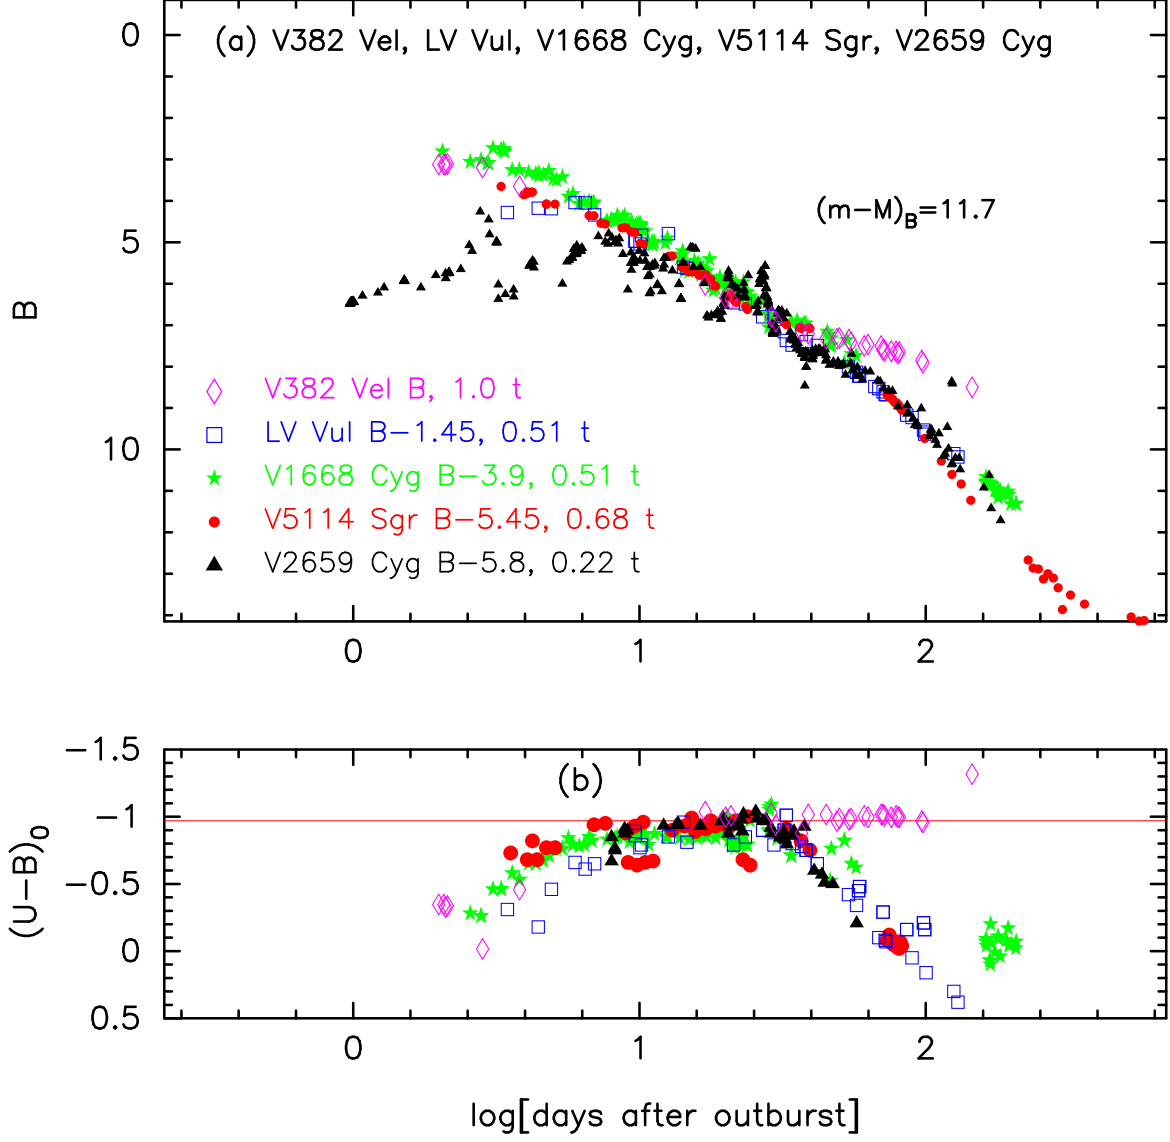 (a) V382 Vel, LV Vul, V1668 Cyg, V5114 Sgr, V2659 Cyg
0
5
10
B
(m−M)B=11.7
V382 Vel B, 1.0 t
LV Vul B−1.45, 0.51 t
V1668 Cyg B−3.9, 0.51 t
V5114 Sgr B−5.45, 0.68 t
V2659 Cyg B−5.8, 0.22 t
0 1 2
(b)
−1.5
−1
−0.5
0
0.5
(U−B)0
0 1 2
log[days after outburst]